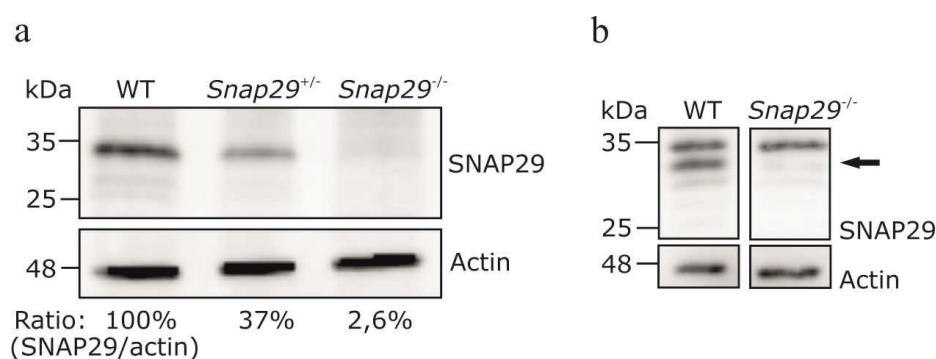 a
kDa WT Snap29+/- Snap29-/-
35
SNAP29
25
48 Actin
Ratio: 100% 37% 2,6%
(SNAP29/actin)
b
WT Snap29-/-
35
25
SNAP29
48
Actin